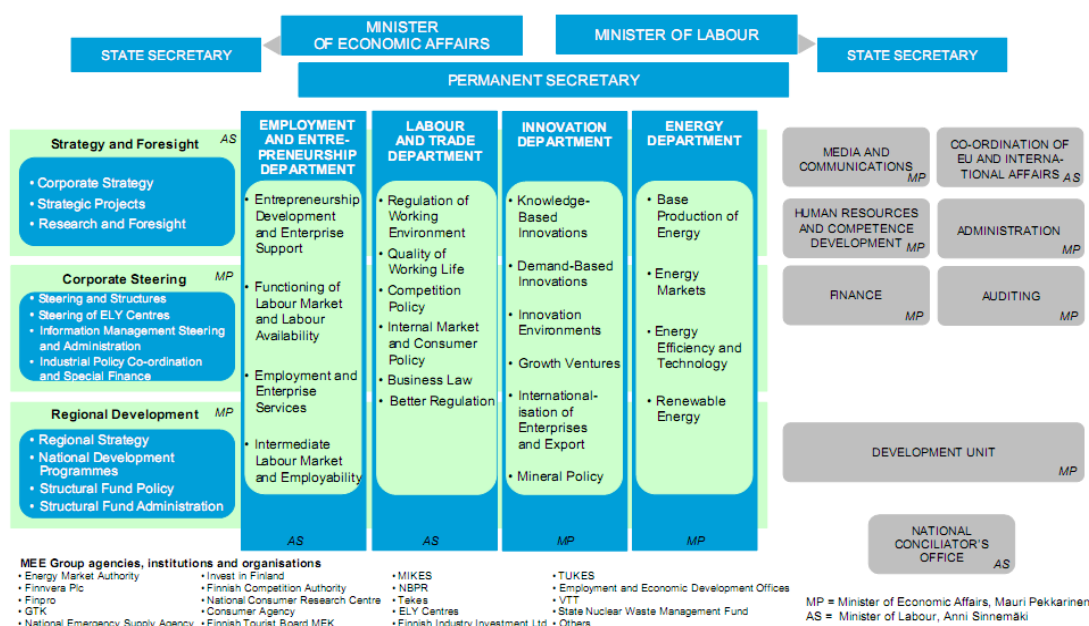 MINISTER
OF ECONOMIC AFFAIRS
MINISTER OF LABOUR
STATE SECRETARY
STATE SECRETARY
PERMANENT SECRETARY
Strategy and Foresight
AS
• Corporate Strategy
• Strategic Projects
• Research and Foresight
Corporate Steering
MP
• Steering and Structures
• Steering of ELY Centres
• Information Management Steering
and Administration
• Industrial Policy Co-ordination
and Special Finance
Regional Development
MP
• Regional Strategy
• National Development
Programmes
• Structural Fund Policy
• Structural Fund Administration
EMPLOYMENT
AND ENTRE-
PRENEURSHIP
DEPARTMENT
• Entrepreneurship
Development
and Enterprise
Support
• Functioning of
Labour Market
and Labour
Availability
• Employment and
Enterprise
Services
• Intermediate
Labour Market
and Employability
AS
LABOUR
AND TRADE
DEPARTMENT
• Regulation of
Working
Environment
• Quality of
Working Life
• Competition
Policy
• Internal Market
and Consumer
Policy
• Business Law
• Better Regulation
AS
INNOVATION
DEPARTMENT
• Knowledge-
Based
Innovations
• Demand-Based
Innovations
• Innovation
Environments
• Growth Ventures
• International-
isation of
Enterprises
and Export
• Mineral Policy
MP
ENERGY
DEPARTMENT
• Base
Production of
Energy
• Energy
Markets
• Energy
Efficiency and
Technology
• Renewable
Energy
MP
MEDIA AND
COMMUNICATIONS
MP
CO-ORDINATION OF
EU AND INTERNA-
TIONAL AFFAIRS
AS
HUMAN RESOURCES
AND COMPETENCE
DEVELOPMENT
MP
ADMINISTRATION
MP
FINANCE
MP
AUDITING
MP
DEVELOPMENT UNIT
MP
NATIONAL
CONCILIATOR'S
OFFICE
AS
MEE Group agencies, institutions and organisations
• Energy Market Authority
• Finnvera Plc
• Finpro
• GTK
• National Emergency Supply Agency
• Invest in Finland
• Finnish Competition Authority
• National Consumer Research Centre
• Consumer Agency
• Finnish Tourist Board MEK
• MIKES
• NBPR
• Tekes
• ELY Centres
• Finnish Industry Investment Ltd
• TUKES
• Employment and Economic Development Offices
• VTT
• State Nuclear Waste Management Fund
• Others
MP = Minister of Economic Affairs, Mauri Pekkarinen
AS = Minister of Labour, Anni Sinnemäki